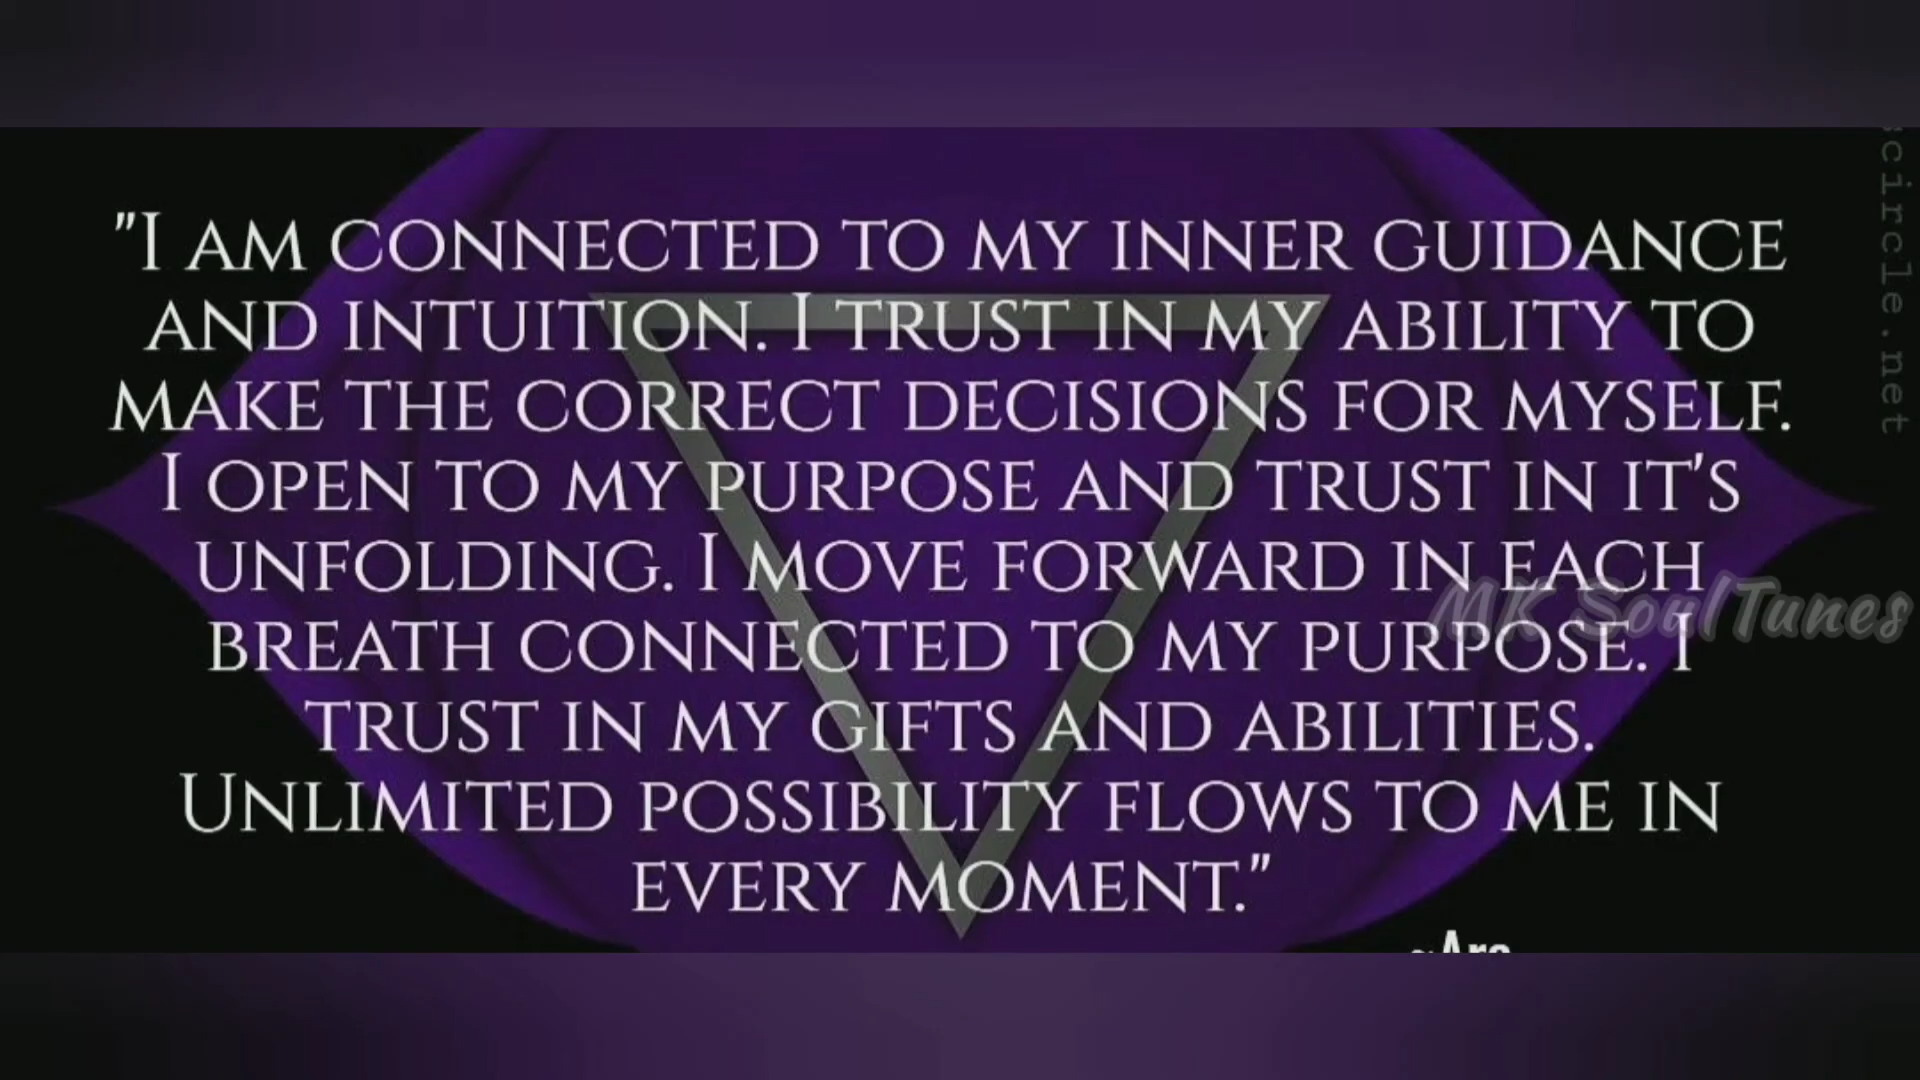 "I AM CONNECTED TO MY INNER GUIDANCE
AND INTUITION. I TRUST IN MY ABILITY TO
MAKE THE CORRECT DECISIONS FOR MYSELF.
I OPEN TO MY PURPOSE AND TRUST IN IT'S
UNFOLDING. I MOVE FORWARD IN EACH
BREATH CONNECTED TO MY PURPOSE. I
TRUST IN MY GIFTS AND ABILITIES.
UNLIMITED POSSIBILITY FLOWS TO ME IN
EVERY MOMENT."
MK SoulTunes
circle.net